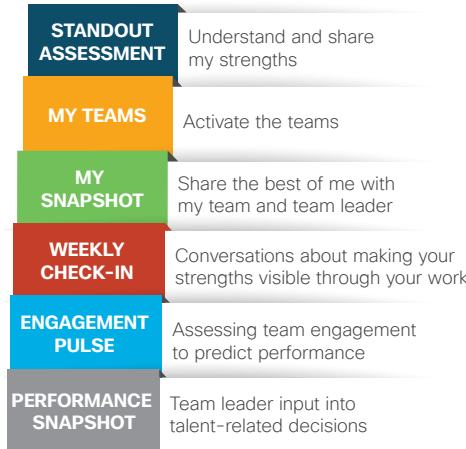 STANDOUT
ASSESSMENT
Understand and share
my strengths
MY TEAMS
Activate the teams
MY
SNAPSHOT
Share the best of me with
my team and team leader
WEEKLY
CHECK-IN
Conversations about making your
strengths visible through your work
ENGAGEMENT
PULSE
Assessing team engagement
to predict performance
PERFORMANCE
SNAPSHOT
Team leader input into
talent-related decisions